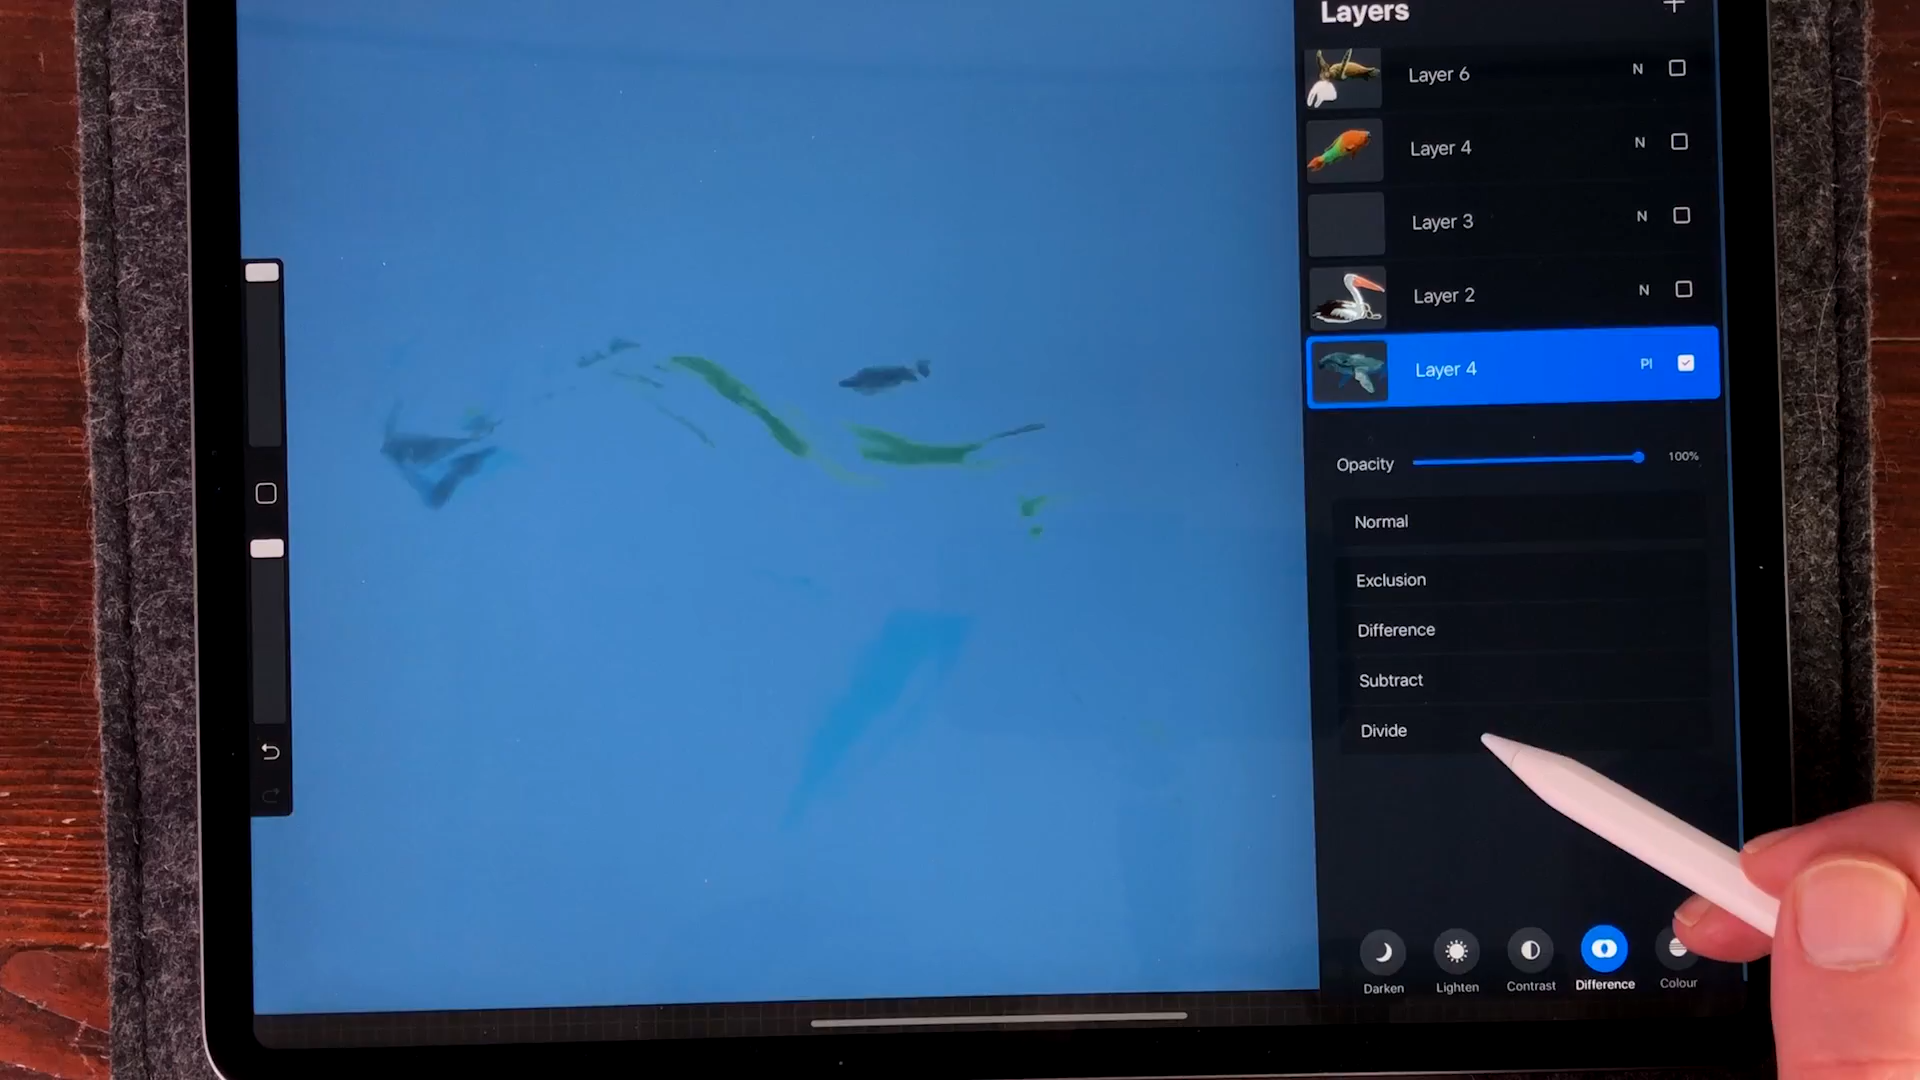 Layers
Layer 6 N
Layer 4 N
Layer 3 N
Layer 2 N
Layer 4 Pl
Opacity 100%
Normal
Exclusion
Difference
Subtract
Divide
Darken Lighten Contrast Difference Colour